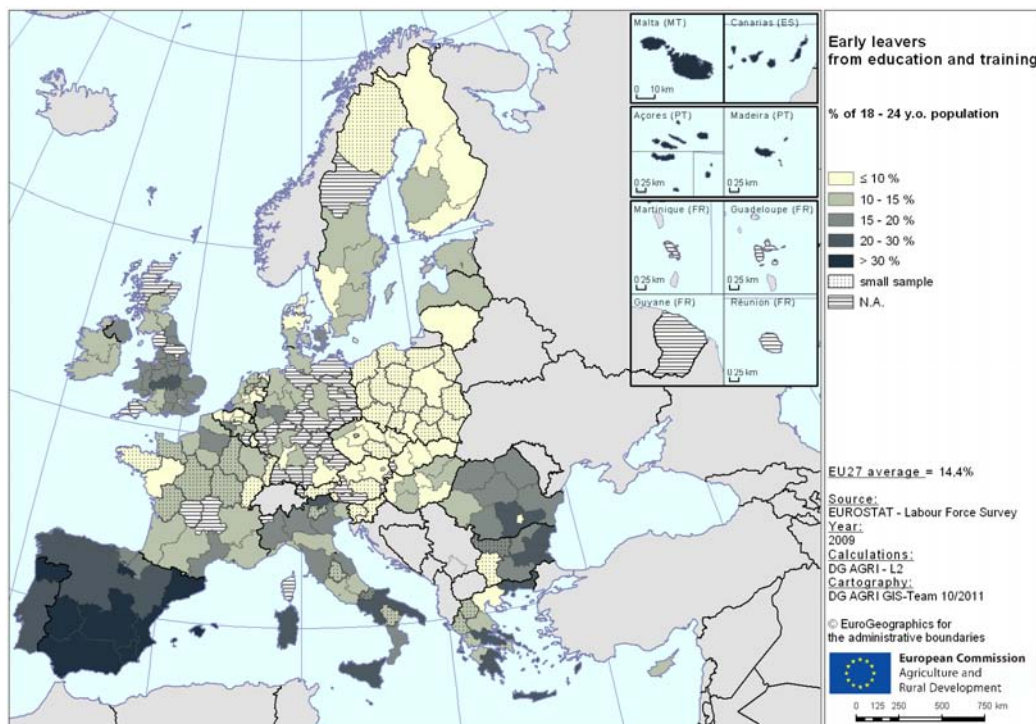 Malta (MT)
Canarias (ES)
0 10 km
Açores (PT)
Madeira (PT)
0 25 km
0 25 km
Martinique (FR)
Guadeloupe (FR)
0 25 km
0 25 km
Guyane (FR)
Réunion (FR)
0 25 km
0 25 km
Early leavers
from education and training
% of 18 - 24 y.o. population
≤ 10 %
10 - 15 %
15 - 20 %
20 - 30 %
> 30 %
small sample
N.A.
EU27 average = 14.4%
Source:
EUROSTAT - Labour Force Survey
Year:
2009
Calculations:
DG AGRI - L2
Cartography:
DG AGRI GIS-Team 10/2011
© EuroGeographics for
the administrative boundaries
European Commission
Agriculture and
Rural Development
0 125 250 500 750 km